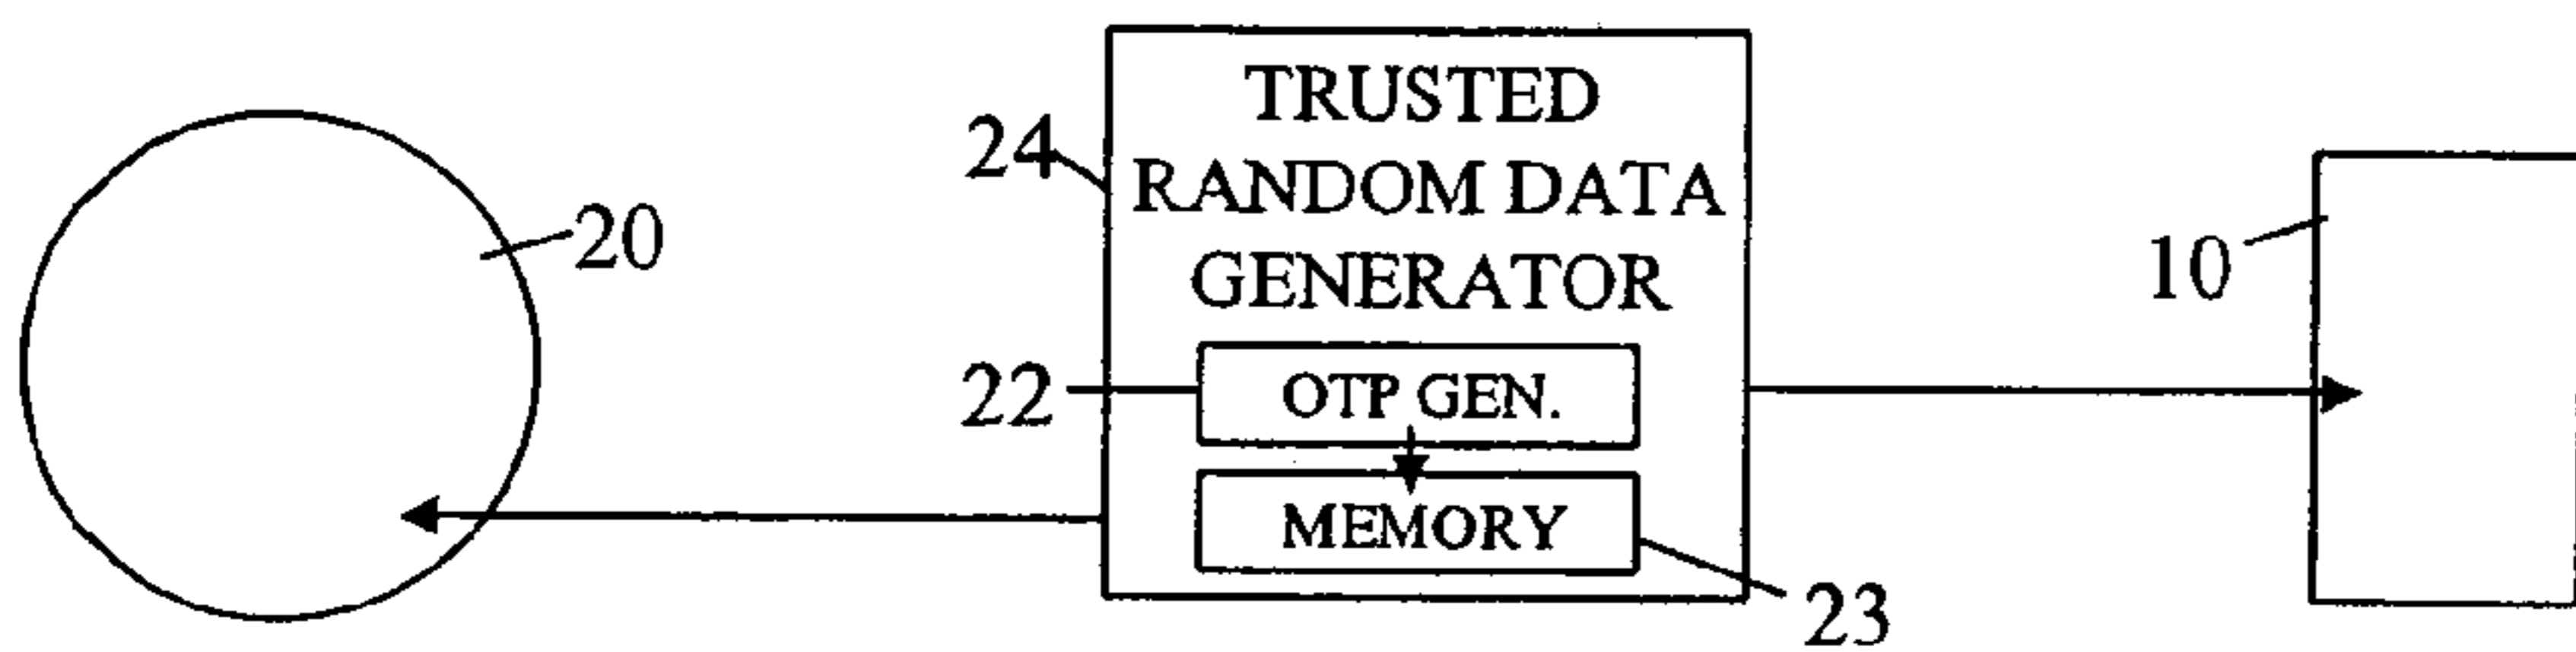 TRUSTED
RANDOM DATA
GENERATOR
24
20
10
22
OTP GEN.
MEMORY
23